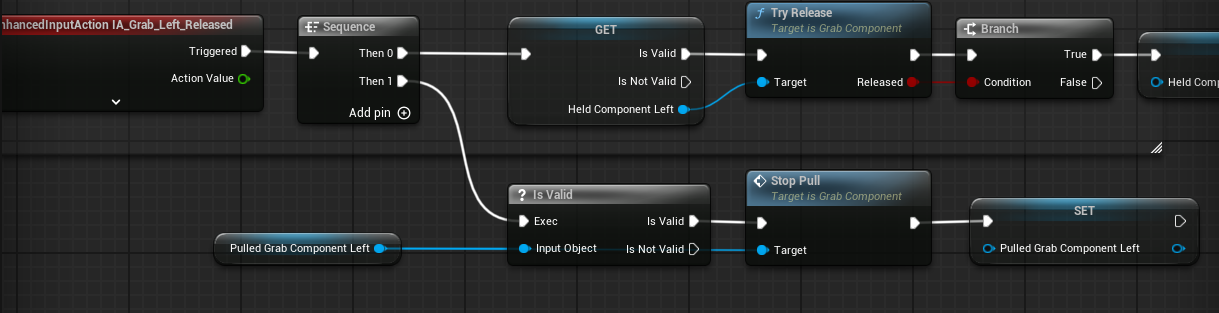 nhancedInputAction IA_Grab_Left_Released
Triggered
Action Value
Sequence
Then 0
Then 1
Add pin
GET
Is Valid
Is Not Valid
Held Component Left
Try Release
Target is Grab Component
Target
Released
Branch
True
Condition
False
Held Comp
Pulled Grab Component Left
? Is Valid
Exec
Is Valid
Input Object
Is Not Valid
Stop Pull
Target is Grab Component
Target
SET
Pulled Grab Component Left